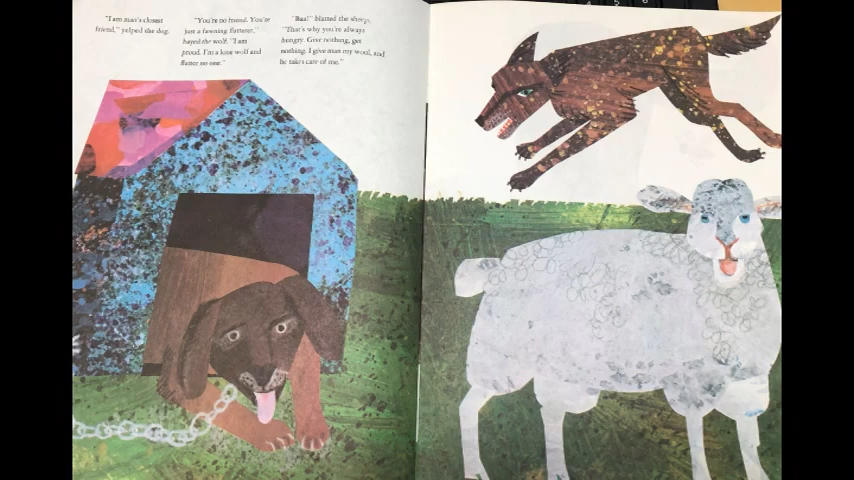 "I am man's closest
friend," yelped the dog.
"You're no friend. You're
just a fawning flatterer,"
bayed the wolf. "I am
proud. I'm a lone wolf and
flatter no one."
"Baa!" blatted the sheep.
"That's why you're always
hungry. Give nothing, get
nothing. I give man my wool, and
he takes care of me."